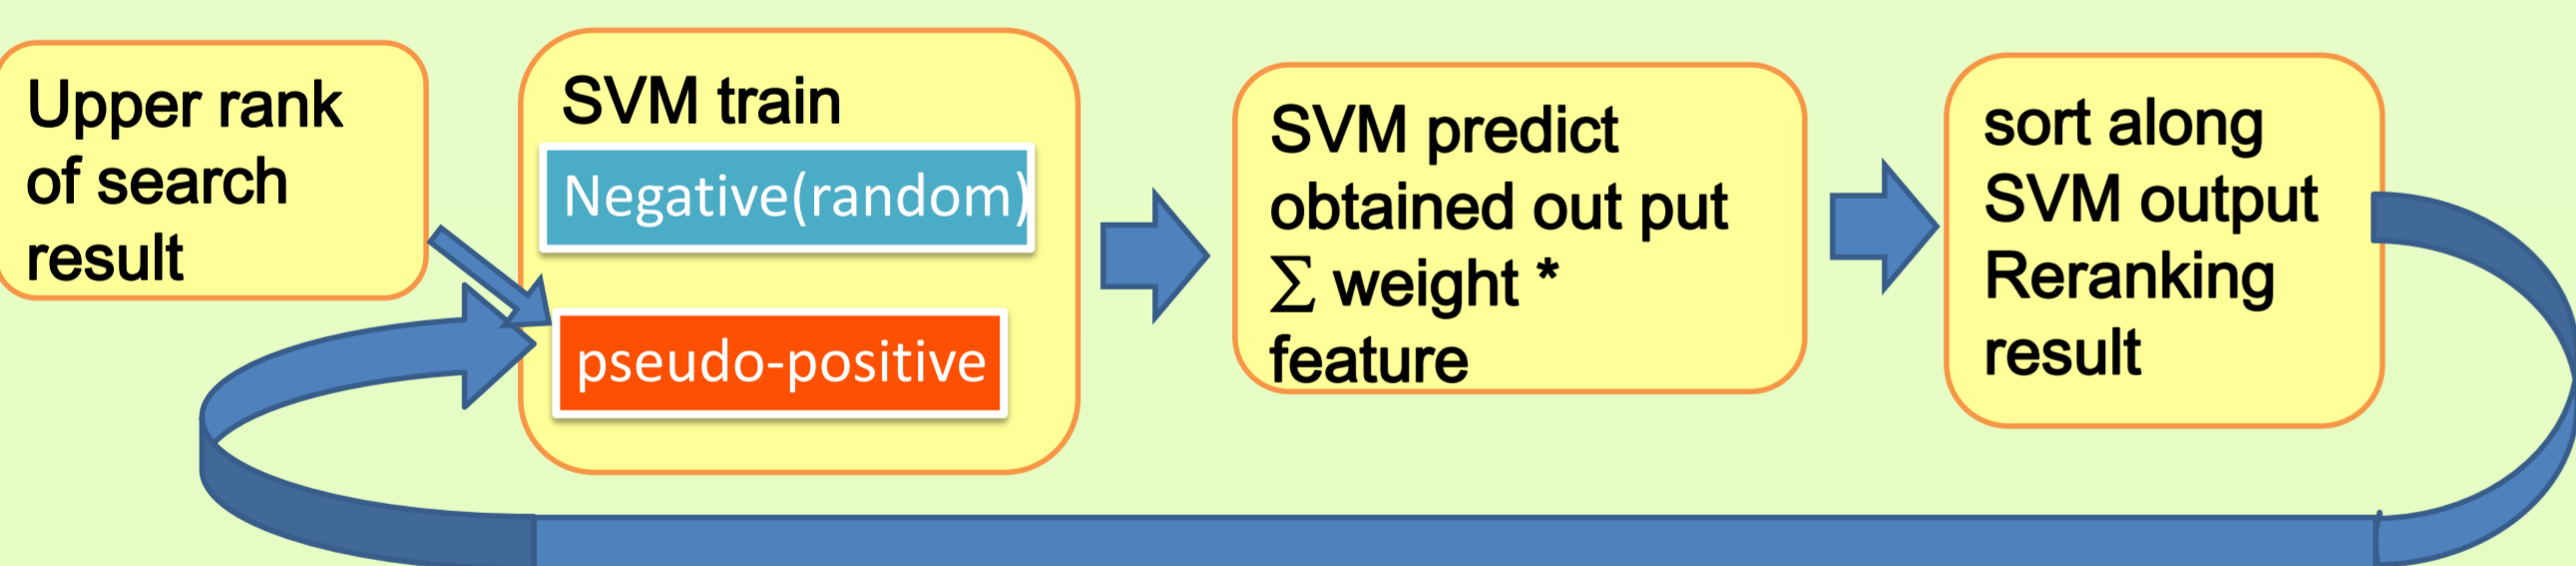 Upper rank
of search
result
SVM train
Negative(random)
pseudo-positive
SVM predict
obtained out put
∑ weight *
feature
sort along
SVM output
Reranking
result